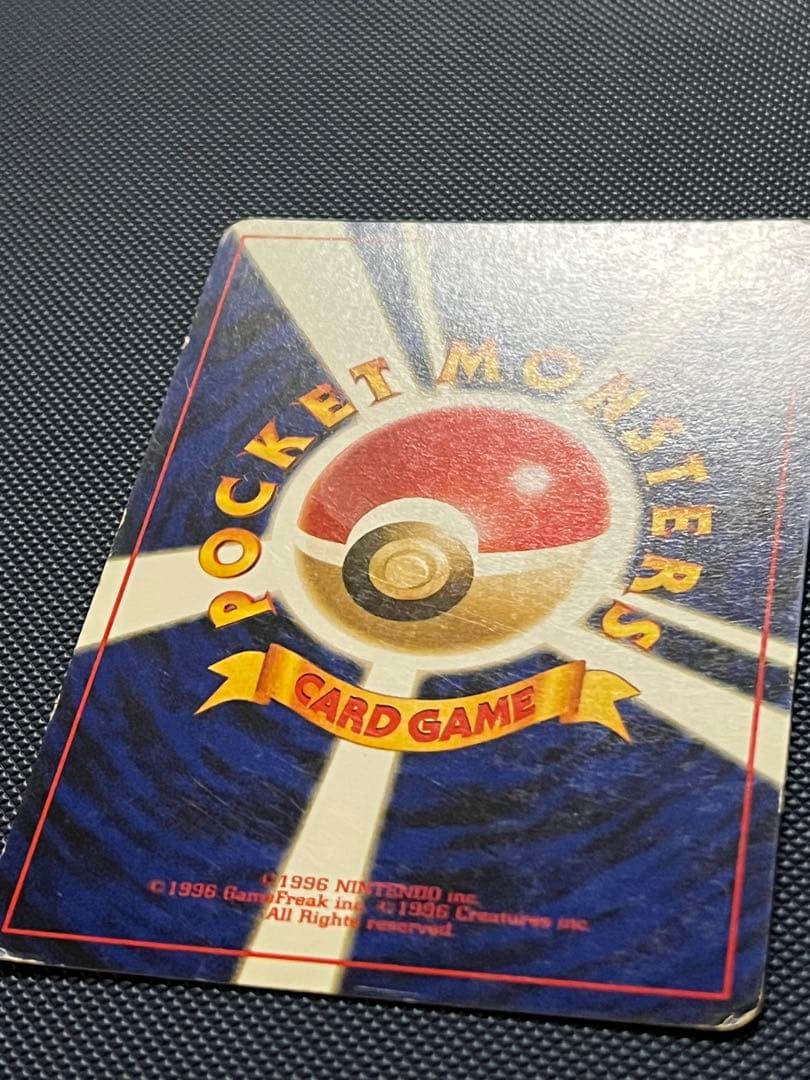 POCKET MONSTERS
CARD GAME
©1996 NINTENDO inc.
©1996 GameFreak inc. ©1996 Creatures inc.
All Rights reserved.